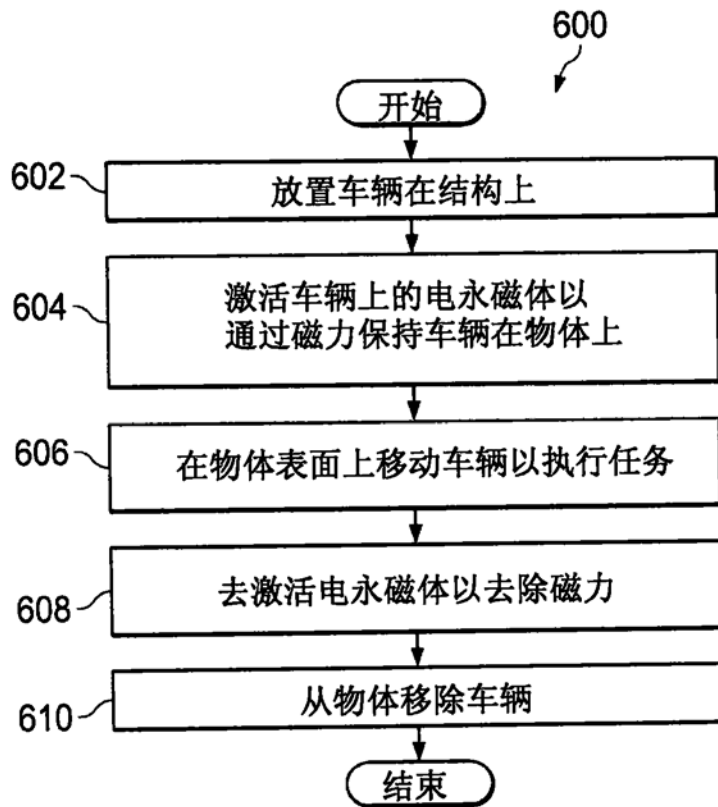 600
开始
602
放置车辆在结构上
604
激活车辆上的电永磁体以
通过磁力保持车辆在物体上
606
在物体表面上移动车辆以执行任务
608
去激活电永磁体以去除磁力
610
从物体移除车辆
结束